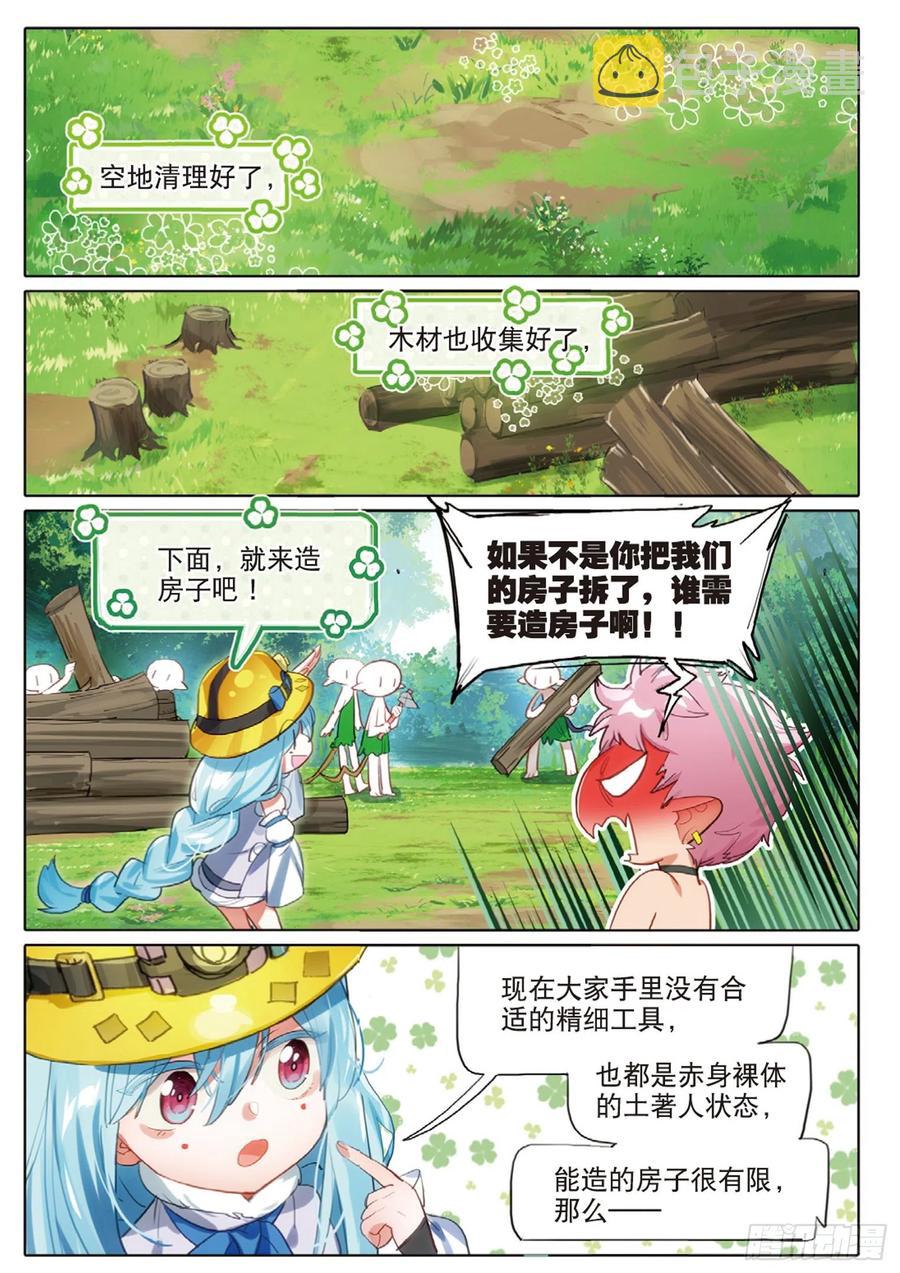 空地清理好了，
木材也收集好了，
下面，就来造
房子吧！
如果不是你把我们
的房子拆了，谁需
要造房子啊！！
现在大家手里没有合
适的精细工具，
也都是赤身裸体
的土著人状态，
能造的房子很有限，
那么——
腾讯动漫